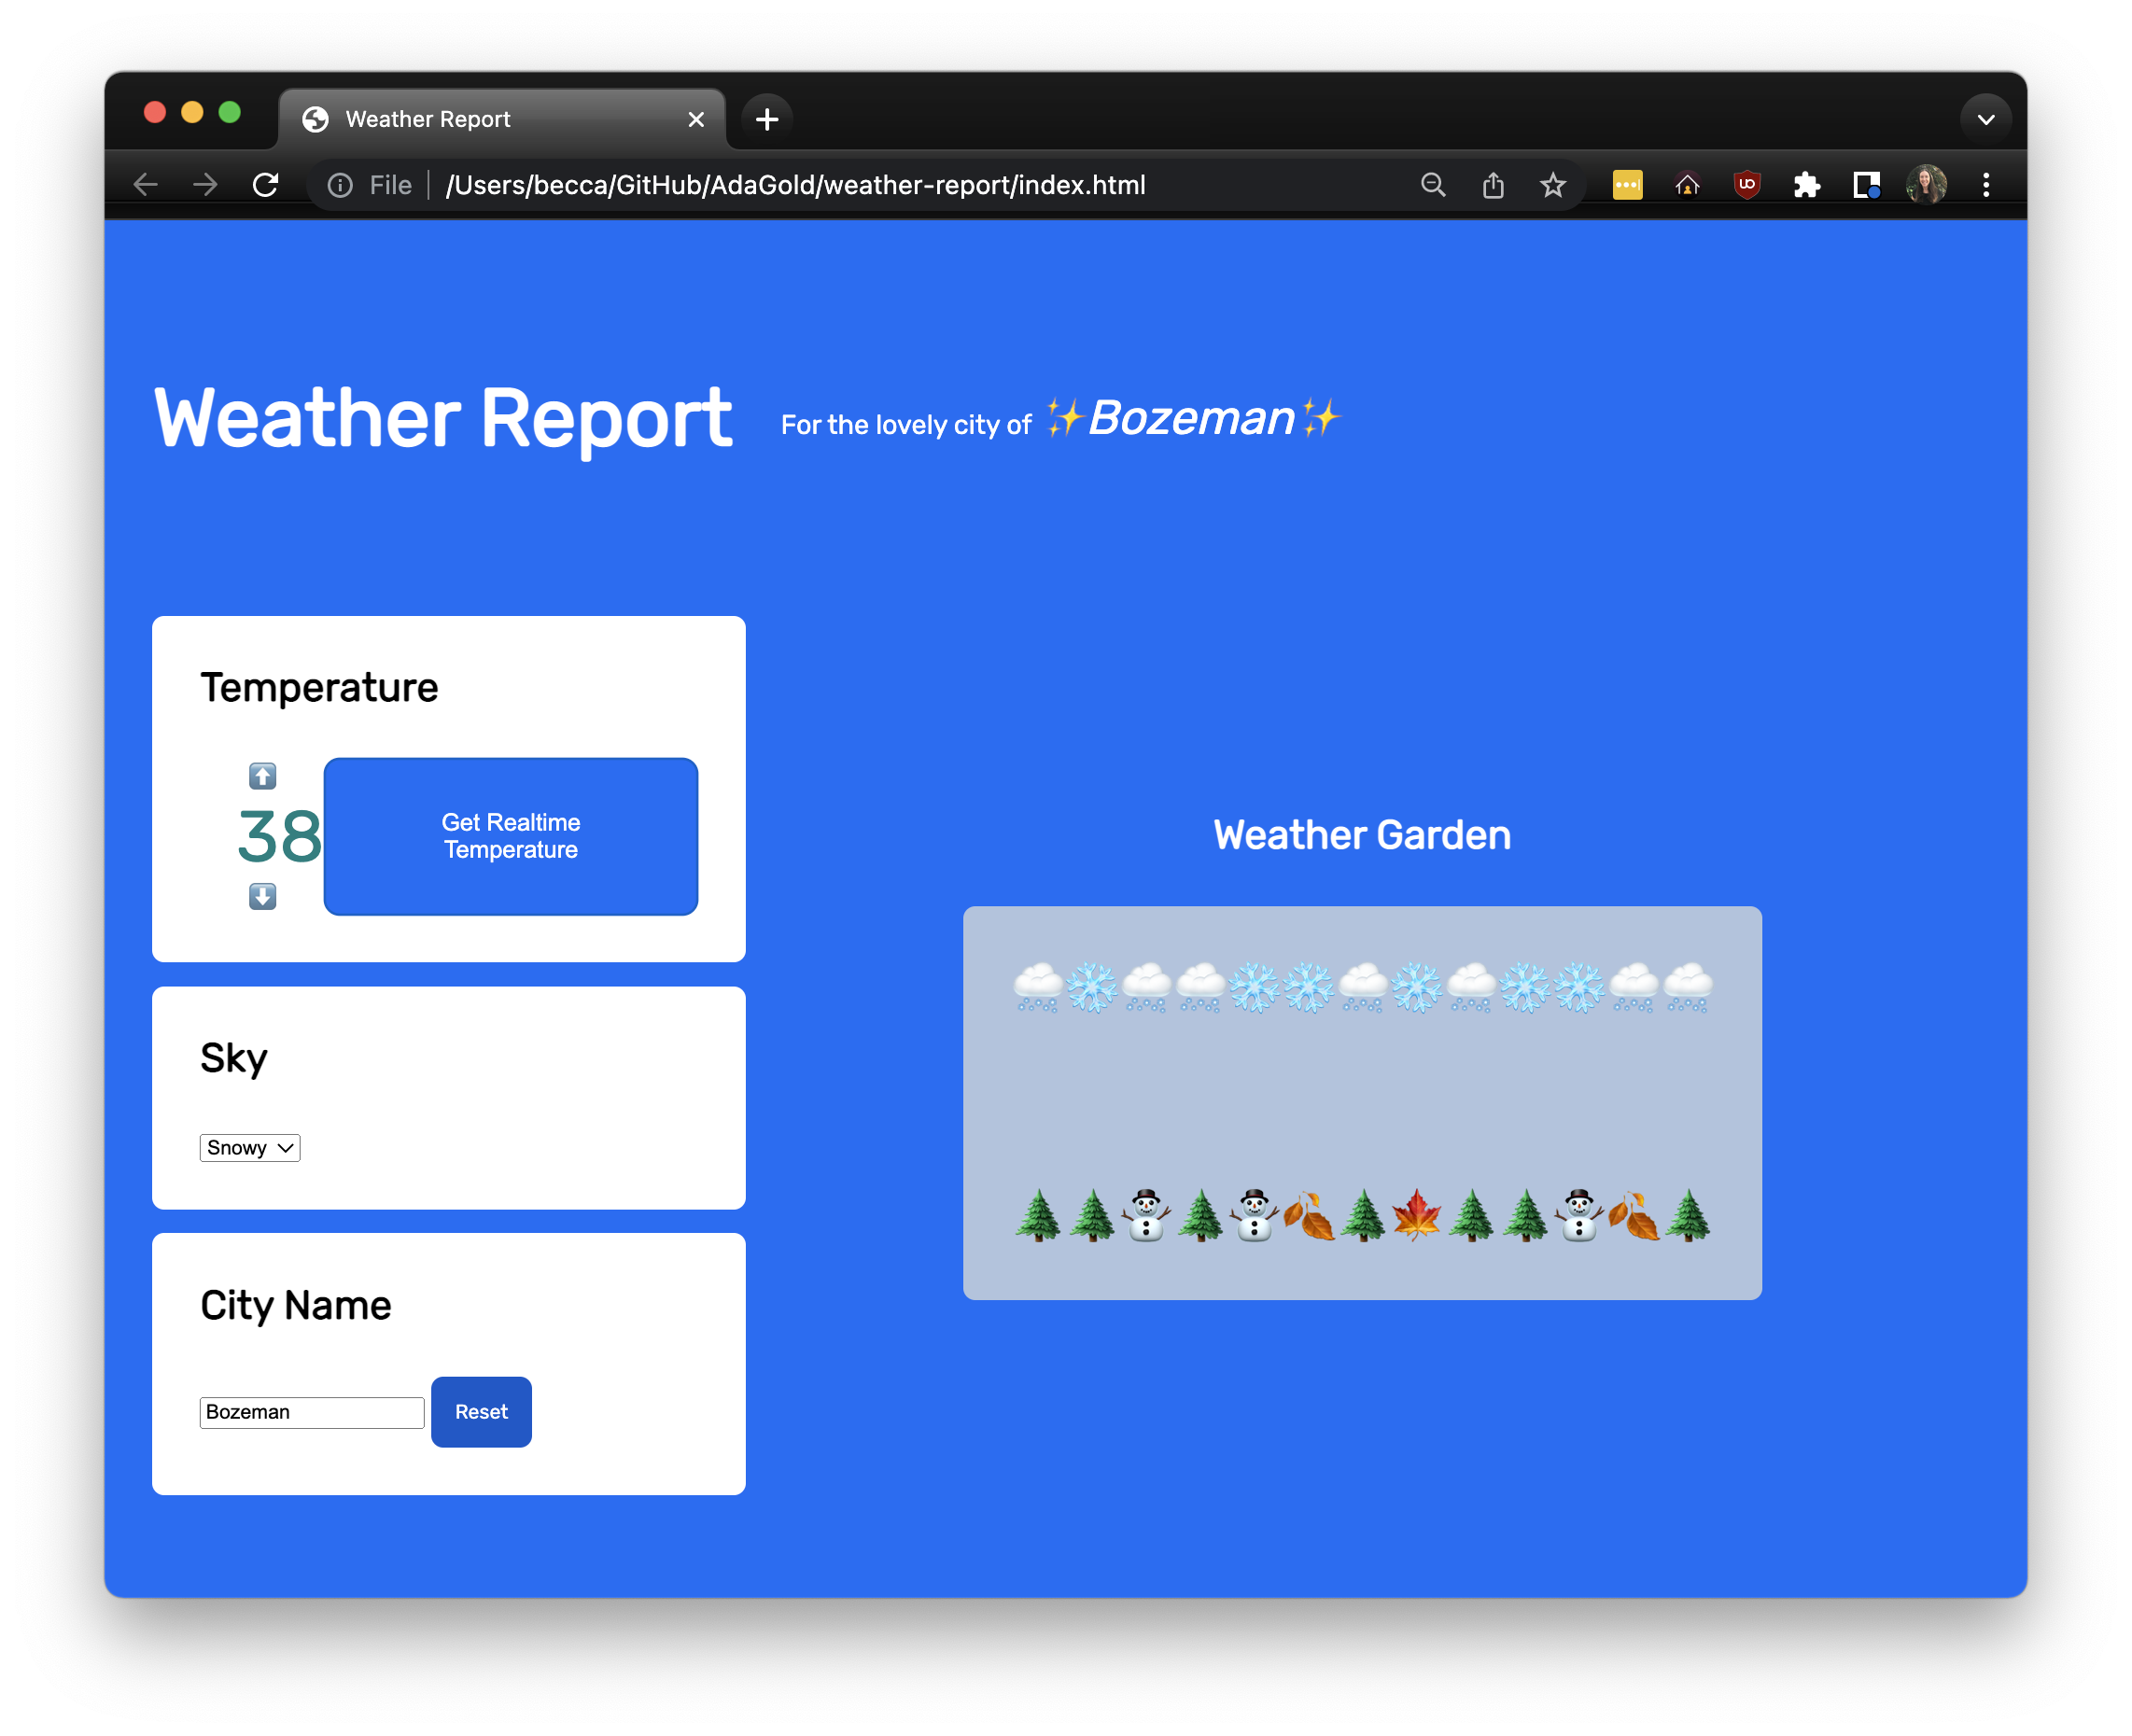 Weather Report
File /Users/becca/GitHub/AdaGold/weather-report/index.html
Weather Report
For the lovely city of ✨Bozeman✨
Temperature
38
Get Realtime
Temperature
Weather Garden
🌨❄️🌨🌨❄️❄️🌨❄️🌨❄️❄️🌨🌨
Sky
Snowy
🌲🌲⛄️🌲⛄️🍂🌲🍁🌲🌲⛄️🍂🌲
City Name
Bozeman
Reset